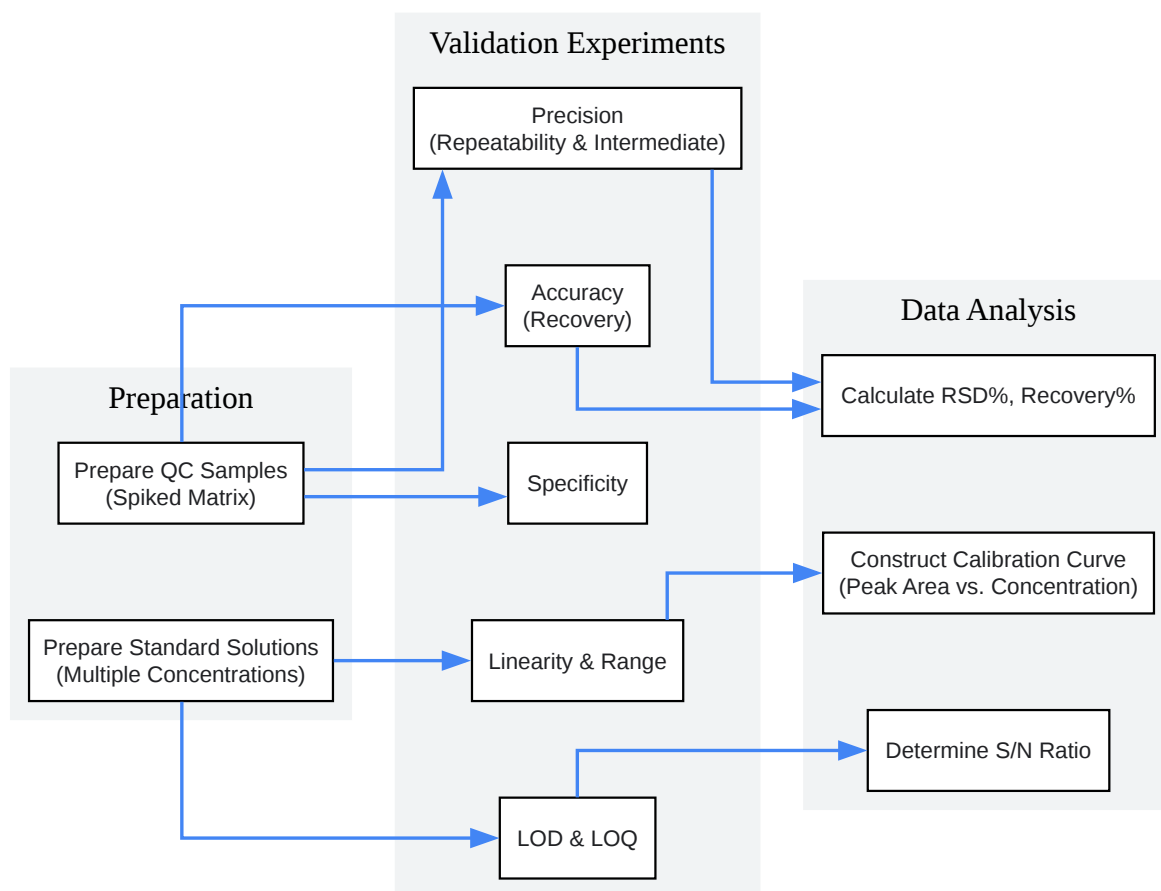 Preparation
Prepare QC Samples
(Spiked Matrix)
Prepare Standard Solutions
(Multiple Concentrations)
Validation Experiments
Precision
(Repeatability & Intermediate)
Accuracy
(Recovery)
Specificity
Linearity & Range
LOD & LOQ
Data Analysis
Calculate RSD%, Recovery%
Construct Calibration Curve
(Peak Area vs. Concentration)
Determine S/N Ratio